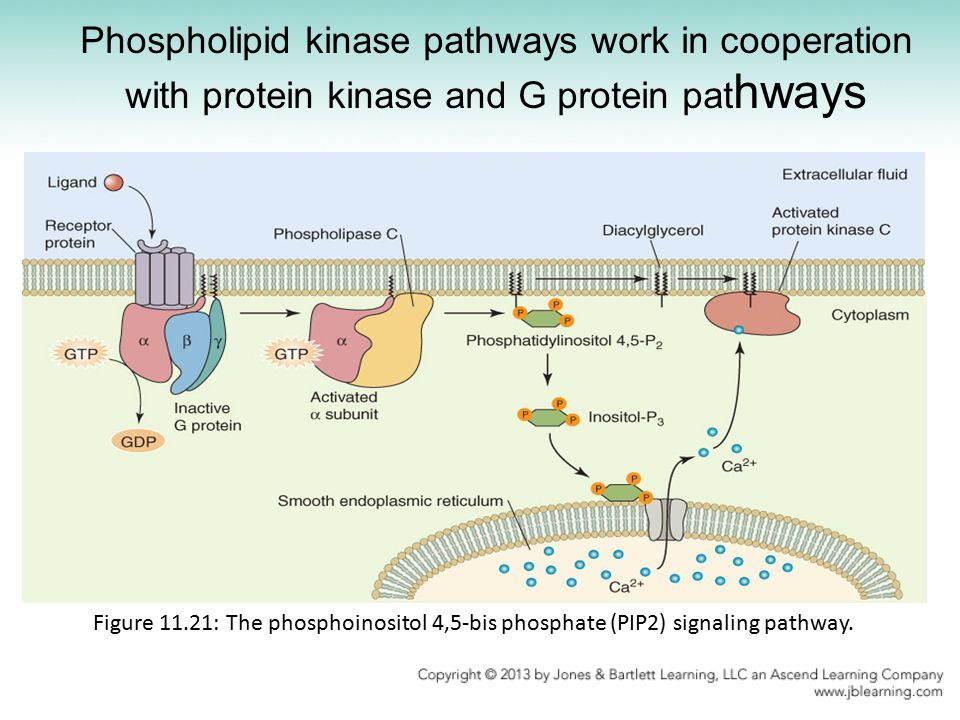 Phospholipid kinase pathways work in cooperation
with protein kinase and G protein pathways
Ligand
Extracellular fluid
Receptor
protein
Phospholipase C
Diacylglycerol
Activated
protein kinase C
Cytoplasm
GTP
α
β
γ
GTP
α
P
P
P
Phosphatidylinositol 4,5-P₂
Inactive
G protein
GDP
Activated
α subunit
P
P
P
Inositol-P₃
Ca²⁺
P
P
P
Smooth endoplasmic reticulum
Ca²⁺
Figure 11.21: The phosphoinositol 4,5-bis phosphate (PIP2) signaling pathway.
Copyright © 2013 by Jones & Bartlett Learning, LLC an Ascend Learning Company
www.jblearning.com